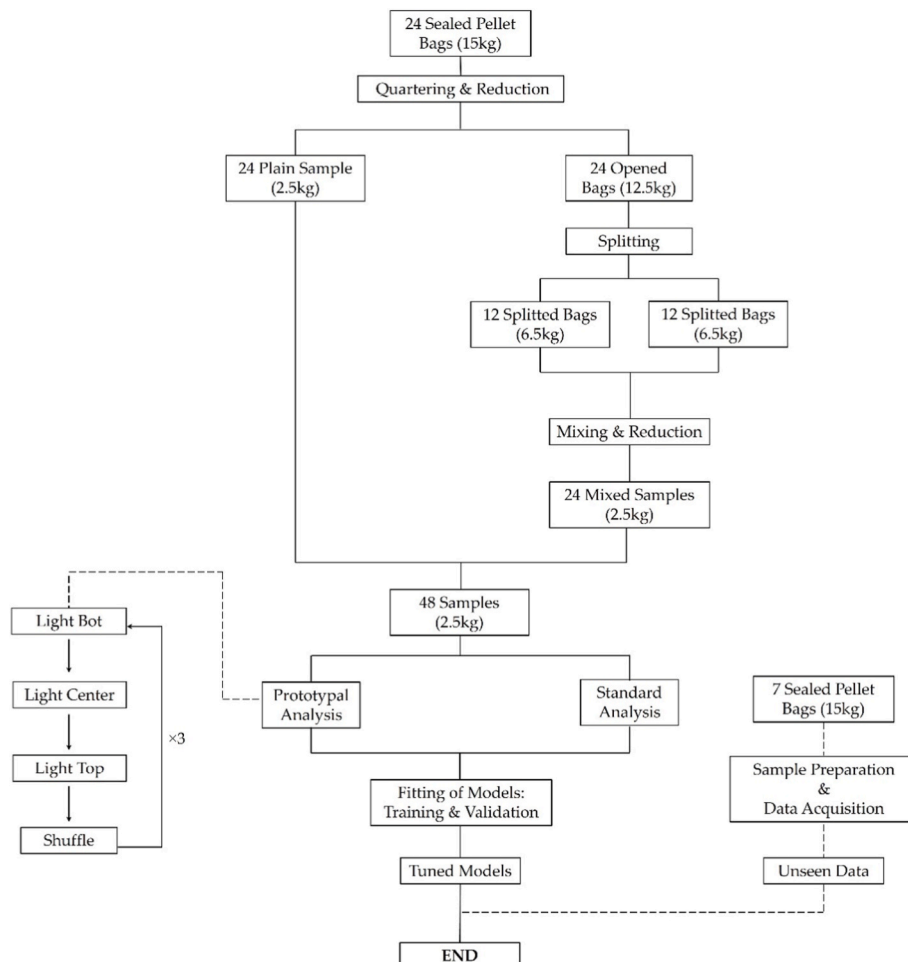 24 Sealed Pellet
Bags (15kg)
Quartering & Reduction
24 Plain Sample
(2.5kg)
24 Opened
Bags (12.5kg)
Splitting
12 Splitted Bags
(6.5kg)
12 Splitted Bags
(6.5kg)
Mixing & Reduction
24 Mixed Samples
(2.5kg)
48 Samples
(2.5kg)
Light Bot
Light Center
Light Top
Shuffle
×3
Prototypal
Analysis
Standard
Analysis
7 Sealed Pellet
Bags (15kg)
Sample Preparation
&
Data Acquisition
Fitting of Models:
Training & Validation
Tuned Models
Unseen Data
END